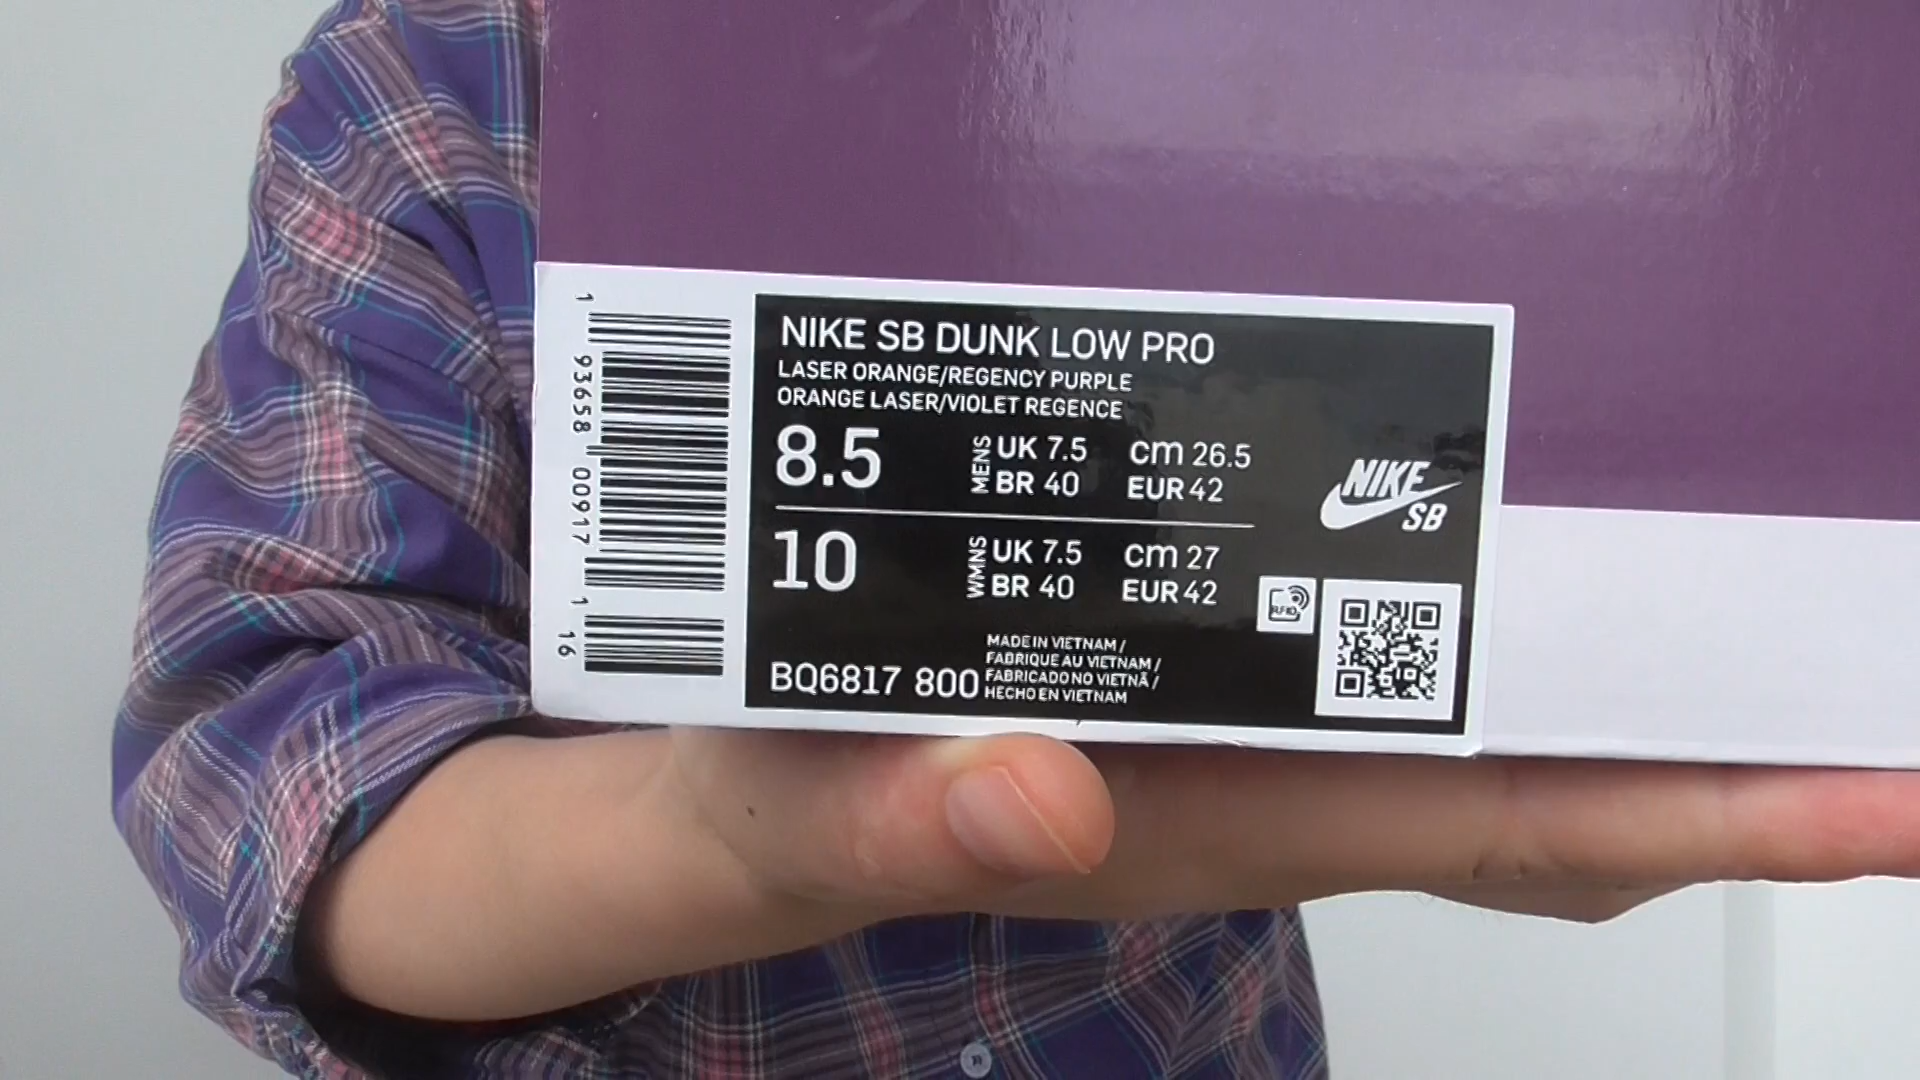 1 93658 00917 1 16
NIKE SB DUNK LOW PRO
LASER ORANGE/REGENCY PURPLE
ORANGE LASER/VIOLET REGENCE
8.5 MENS UK 7.5 cm 26.5
BR 40 EUR 42
10 WMNS UK 7.5 cm 27
BR 40 EUR 42
NIKE
SB
RFID
MADE IN VIETNAM /
FABRIQUE AU VIETNAM /
FABRICADO NO VIETNÃ /
HECHO EN VIETNAM
BQ6817 800